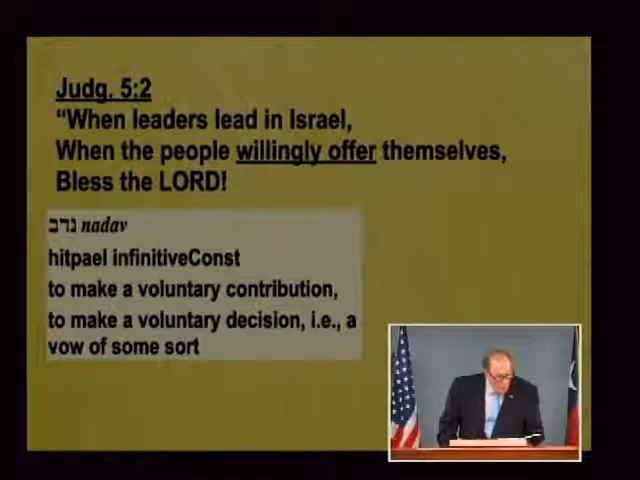 Judg. 5:2
“When leaders lead in Israel,
When the people willingly offer themselves,
Bless the LORD!
נדב nadav
hitpael infinitiveConst
to make a voluntary contribution,
to make a voluntary decision, i.e., a
vow of some sort